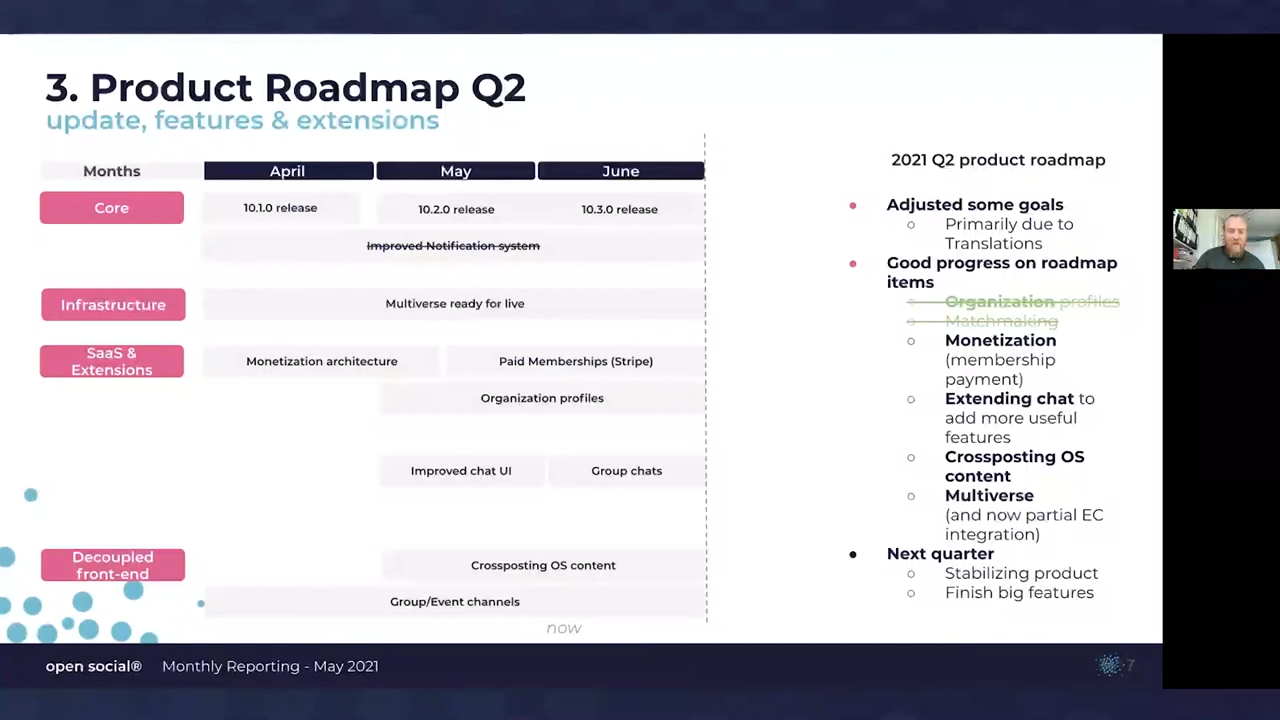 3. Product Roadmap Q2
update, features & extensions
Months April May June
Core 10.1.0 release 10.2.0 release 10.3.0 release
Improved Notification system
Infrastructure Multiverse ready for live
SaaS &
Extensions
Monetization architecture Paid Memberships (Stripe)
Organization profiles
Improved chat UI Group chats
Decoupled
front-end
Crossposting OS content
Group/Event channels
now
2021 Q2 product roadmap
Adjusted some goals
Primarily due to
Translations
Good progress on roadmap
items
Organization profiles
Matchmaking
Monetization
(membership
payment)
Extending chat to
add more useful
features
Crossposting OS
content
Multiverse
(and now partial EC
integration)
Next quarter
Stabilizing product
Finish big features
open social® Monthly Reporting - May 2021 7